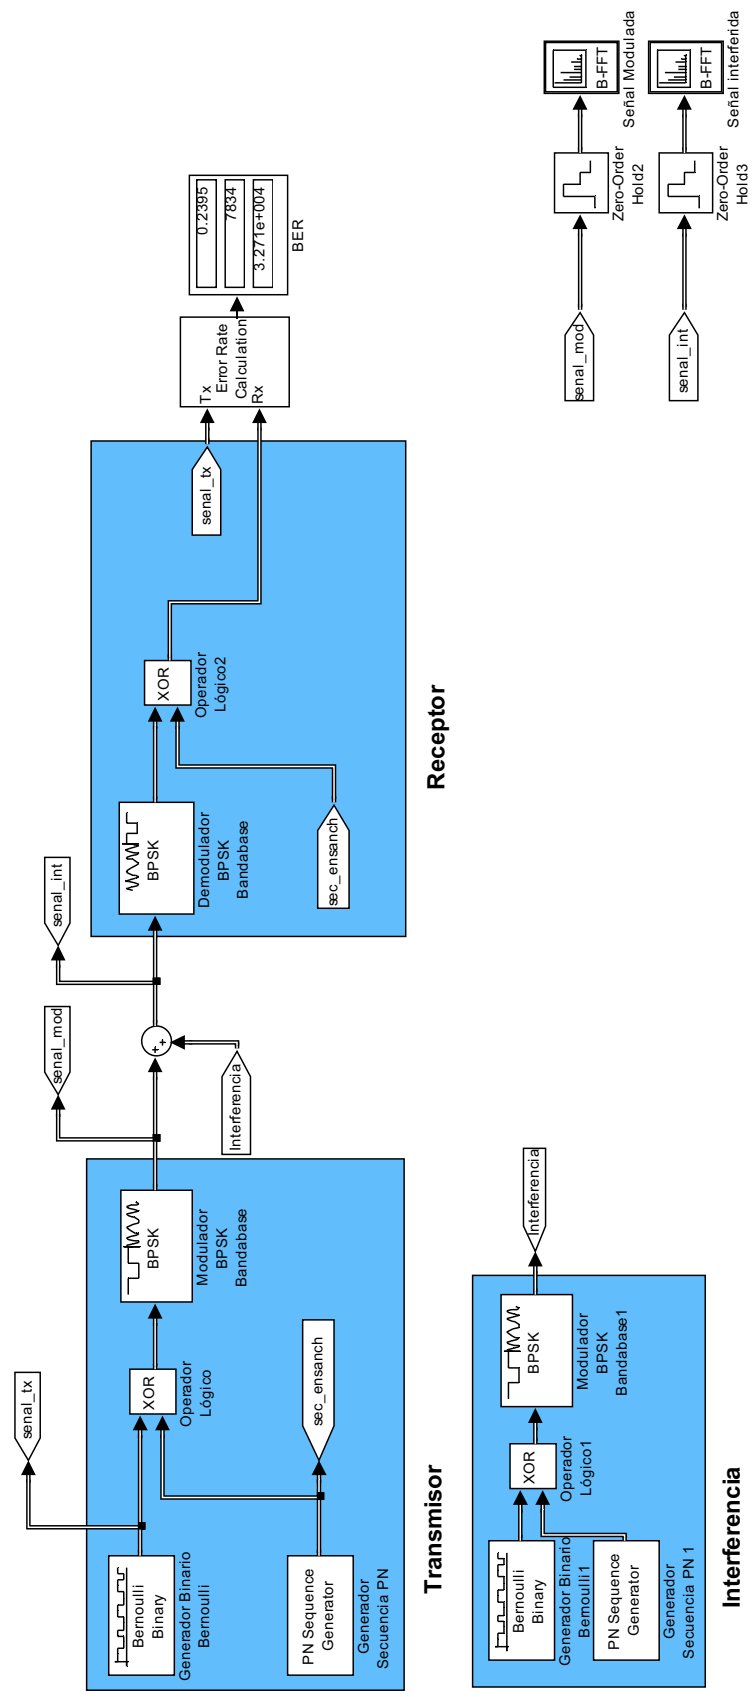 senal_tx
Bernoulli
Binary
Generador Binario
Bernoulli
PN Sequence
Generator
Generador
Secuencia PN
XOR
Operador
Lógico
sec_ensanch
BPSK
Modulador
BPSK
Bandabase
Transmisor
senal_mod
Interferencia
+
+
senal_int
BPSK
Demodulador
BPSK
Bandabase
sec_ensanch
XOR
Operador
Lógico2
senal_tx
Receptor
Tx
Error Rate
Calculation
Rx
0.2395
7834
3.271e+004
BER
Bernoulli
Binary
Generador Binario
Bernoulli1
PN Sequence
Generator
Generador
Secuencia PN 1
XOR
Operador
Lógico1
BPSK
Modulador
BPSK
Bandabase1
Interferencia
Interferencia
senal_mod
Zero-Order
Hold2
B-FFT
Señal Modulada
senal_int
Zero-Order
Hold3
B-FFT
Señal interferida